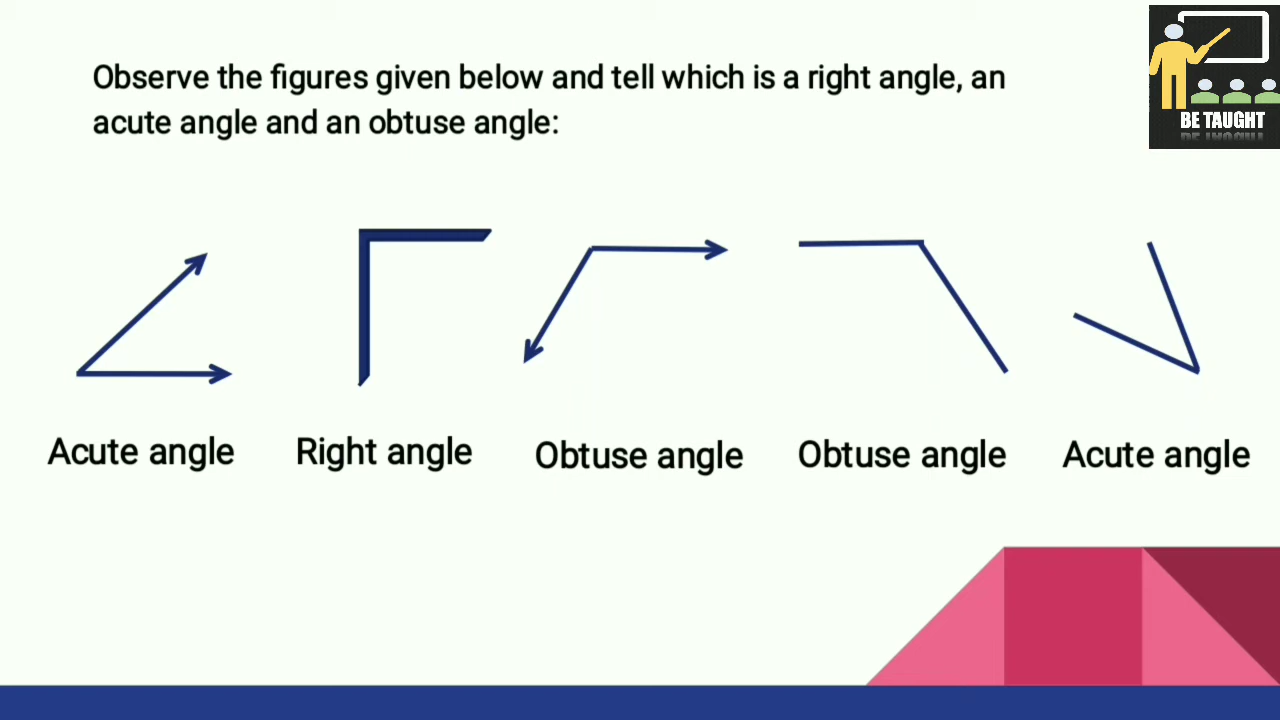 Observe the figures given below and tell which is a right angle, an
acute angle and an obtuse angle:
BE TAUGHT
Acute angle
Right angle
Obtuse angle
Obtuse angle
Acute angle